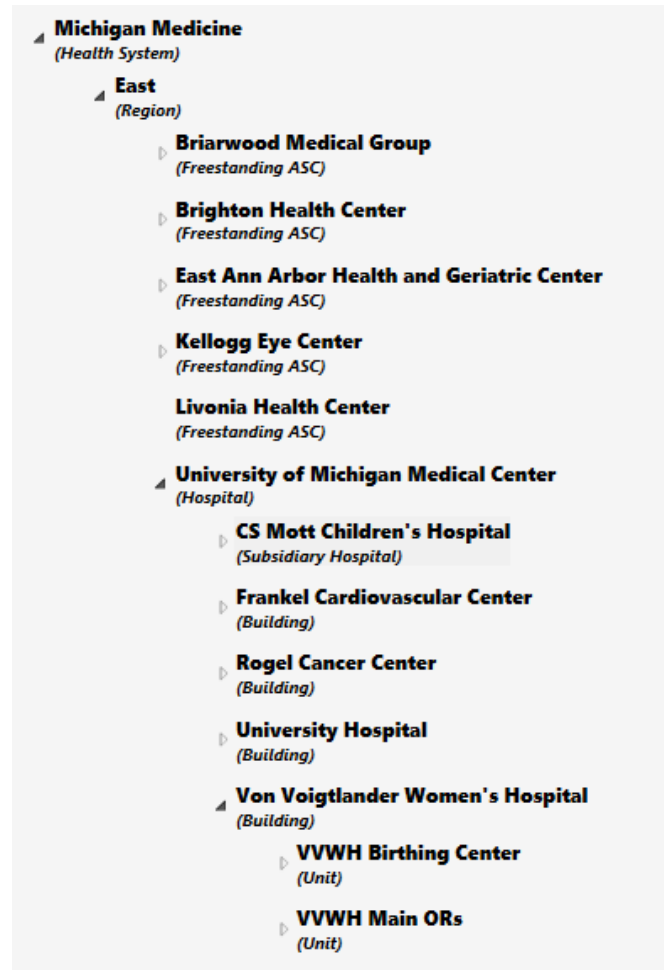 Michigan Medicine
(Health System)
East
(Region)
Briarwood Medical Group
(Freestanding ASC)
Brighton Health Center
(Freestanding ASC)
East Ann Arbor Health and Geriatric Center
(Freestanding ASC)
Kellogg Eye Center
(Freestanding ASC)
Livonia Health Center
(Freestanding ASC)
University of Michigan Medical Center
(Hospital)
CS Mott Children's Hospital
(Subsidiary Hospital)
Frankel Cardiovascular Center
(Building)
Rogel Cancer Center
(Building)
University Hospital
(Building)
Von Voigtlander Women's Hospital
(Building)
VVWH Birthing Center
(Unit)
VVWH Main ORs
(Unit)